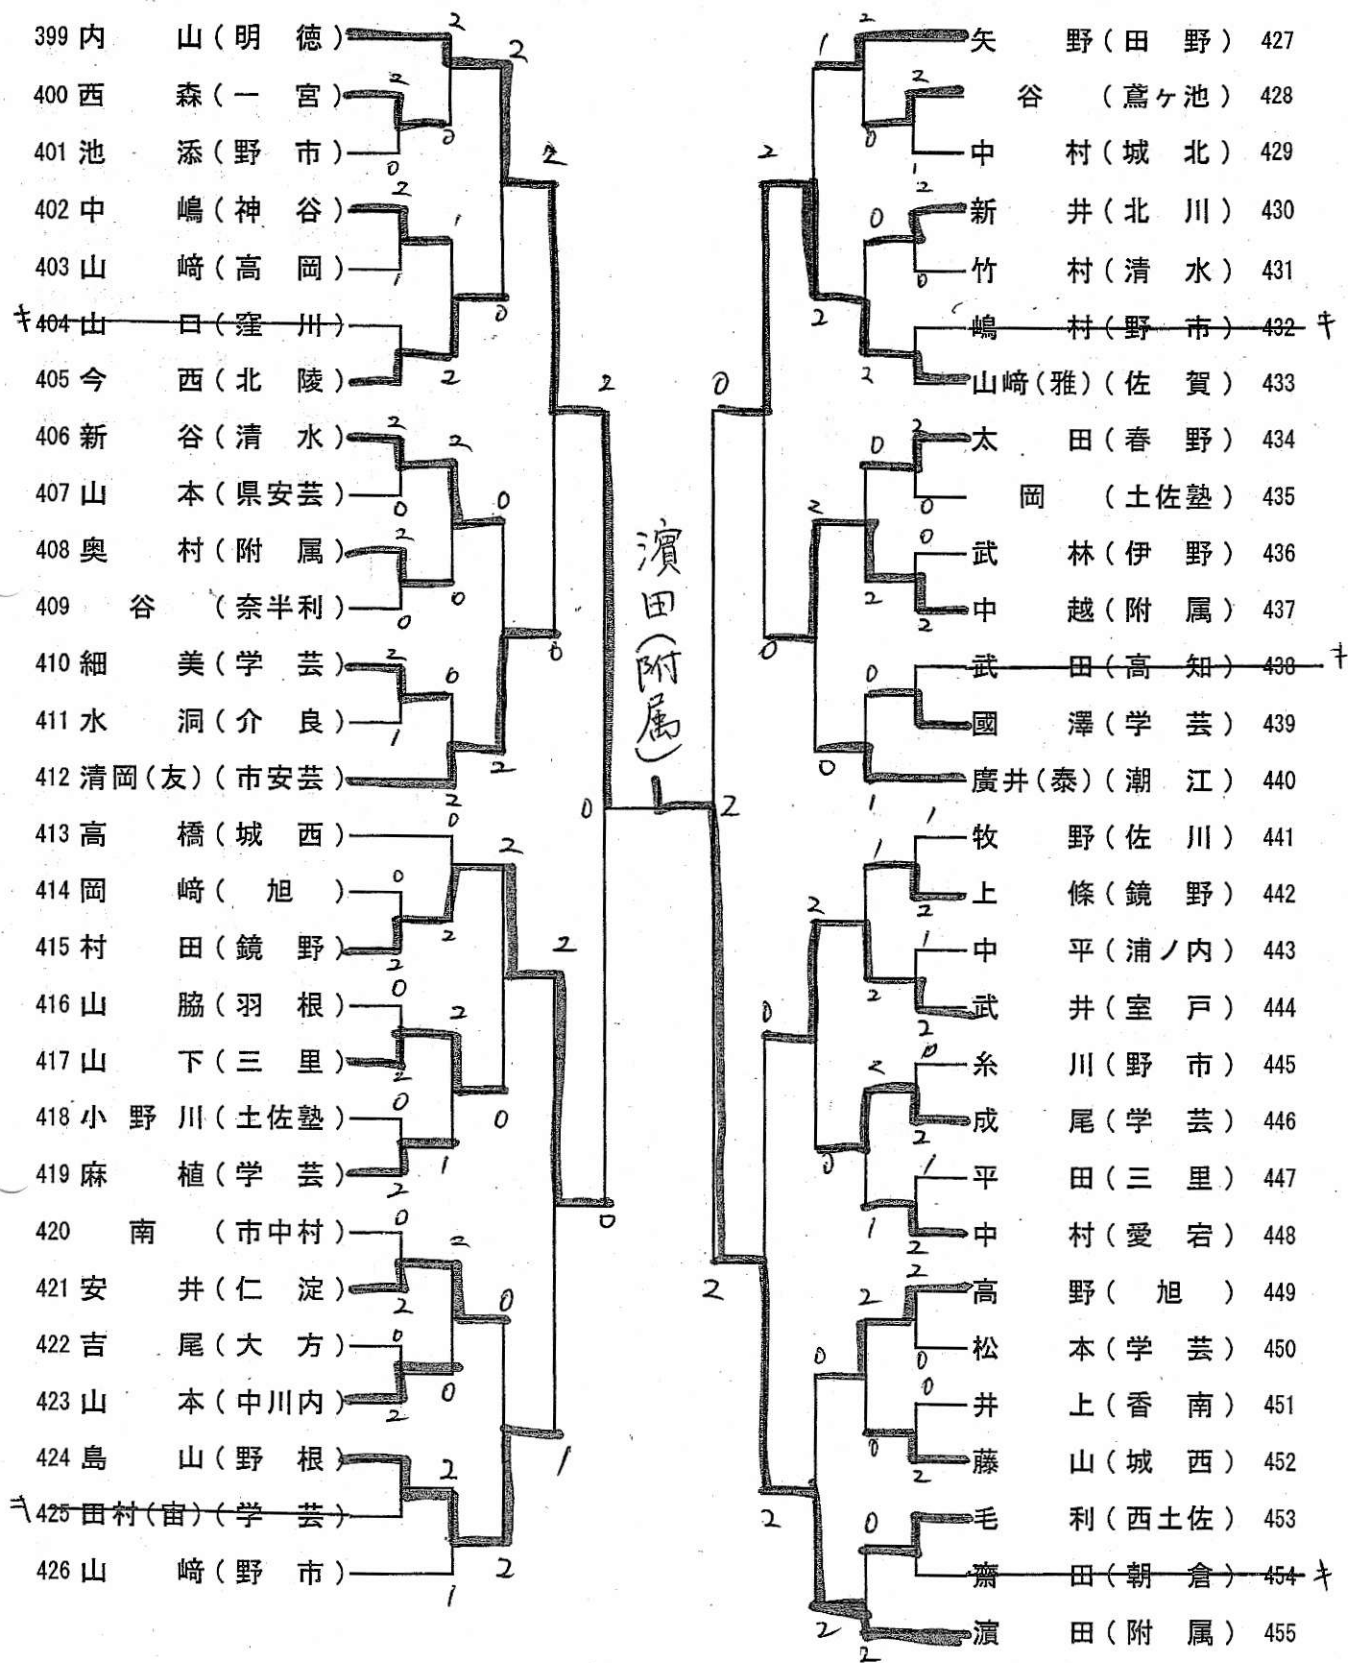 399 内 山 ( 明 徳 )
400 西 森 ( 一 宮 )
401 池 添 ( 野 市 )
402 中 嶋 ( 神 谷 )
403 山 﨑 ( 高 岡 )
キ 404 山 口 ( 窪 川 )
405 今 西 ( 北 陵 )
406 新 谷 ( 清 水 )
407 山 本 ( 県安芸 )
408 奥 村 ( 附 属 )
409 谷 ( 奈半利 )
410 細 美 ( 学 芸 )
411 水 洞 ( 介 良 )
412 清岡(友) ( 市安芸 )
413 高 橋 ( 城 西 )
414 岡 﨑 ( 旭 )
415 村 田 ( 鏡 野 )
416 山 脇 ( 羽 根 )
417 山 下 ( 三 里 )
418 小 野 川 ( 土佐塾 )
419 麻 植 ( 学 芸 )
420 南 ( 市中村 )
421 安 井 ( 仁 淀 )
422 吉 尾 ( 大 方 )
423 山 本 ( 中川内 )
424 島 山 ( 野 根 )
キ 425 田村(宙) ( 学 芸 )
426 山 﨑 ( 野 市 )
濱田(附属)
矢 野 ( 田 野 ) 427
谷 ( 鳶ヶ池 ) 428
中 村 ( 城 北 ) 429
新 井 ( 北 川 ) 430
竹 村 ( 清 水 ) 431
嶋 村 ( 野 市 ) 432 キ
山﨑(雅) ( 佐 賀 ) 433
太 田 ( 春 野 ) 434
岡 ( 土佐塾 ) 435
武 林 ( 伊 野 ) 436
中 越 ( 附 属 ) 437
武 田 ( 高 知 ) 438 キ
國 澤 ( 学 芸 ) 439
廣井(泰) ( 潮 江 ) 440
牧 野 ( 佐 川 ) 441
上 條 ( 鏡 野 ) 442
中 平 ( 浦ノ内 ) 443
武 井 ( 室 戸 ) 444
糸 川 ( 野 市 ) 445
成 尾 ( 学 芸 ) 446
平 田 ( 三 里 ) 447
中 村 ( 愛 宕 ) 448
高 野 ( 旭 ) 449
松 本 ( 学 芸 ) 450
井 上 ( 香 南 ) 451
藤 山 ( 城 西 ) 452
毛 利 ( 西土佐 ) 453
齋 田 ( 朝 倉 ) 454 キ
濵 田 ( 附 属 ) 455